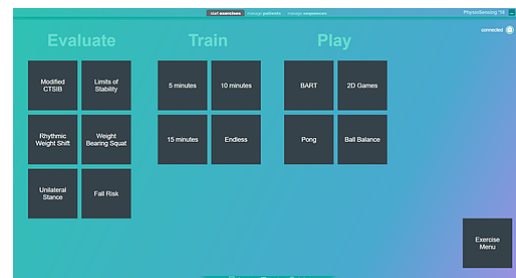 start exercises manage patients manage sequences
PhysioSensing '18
connected
Evaluate
Train
Play
Modified
CTSIB
Limits of
Stability
5 minutes
10 minutes
BART
2D Games
Rhythmic
Weight Shift
Weight
Bearing Squat
15 minutes
Endless
Pong
Ball Balance
Unilateral
Stance
Fall Risk
Exercise
Menu